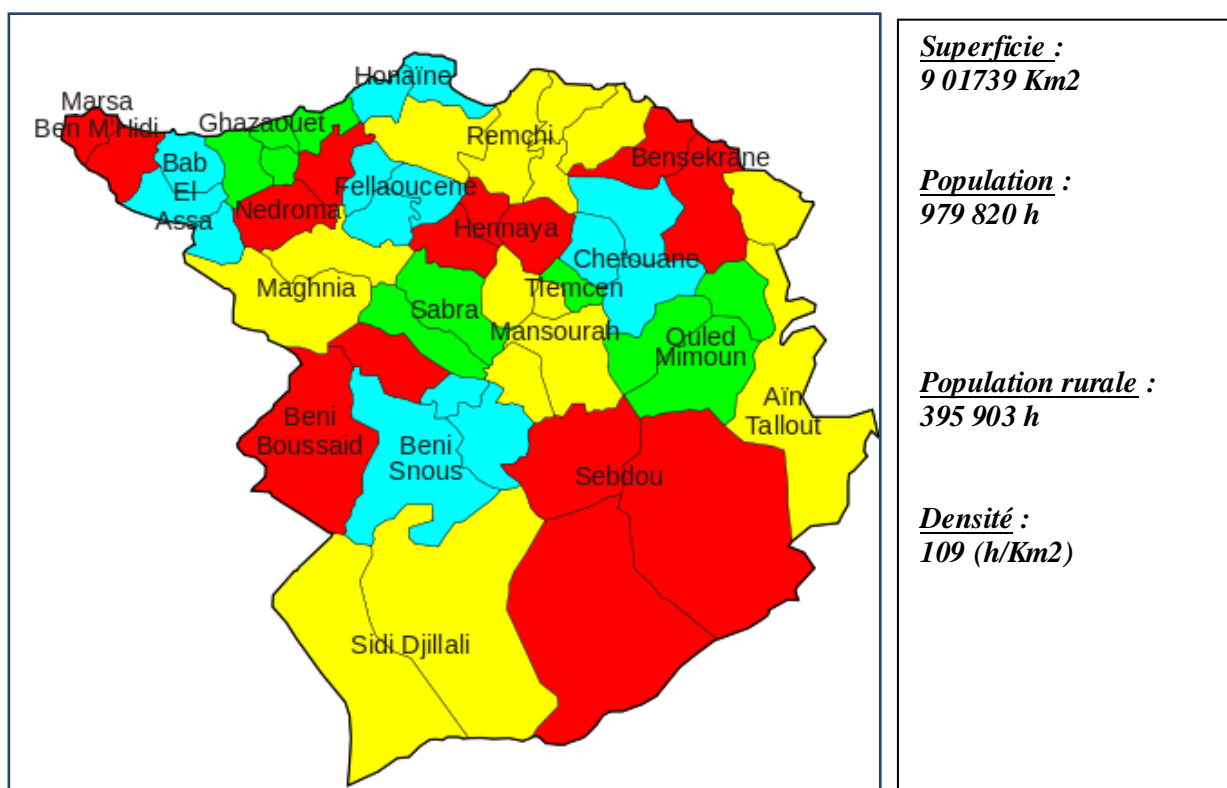 Honaïne
Marsa
Ben M'Hidi
Ghazaouet
Remchi
Bensekrane
Bab
El
Assa
Fellaoucene
Nedroma
Hennaya
Chetouane
Maghnia
Sabra
Tlemcen
Mansourah
Ouled
Mimoun
Aïn
Tallout
Beni
Boussaid
Beni
Snous
Sebdou
Sidi Djillali
Superficie :
9 01739 Km2
Population :
979 820 h
Population rurale :
395 903 h
Densité :
109 (h/Km2)